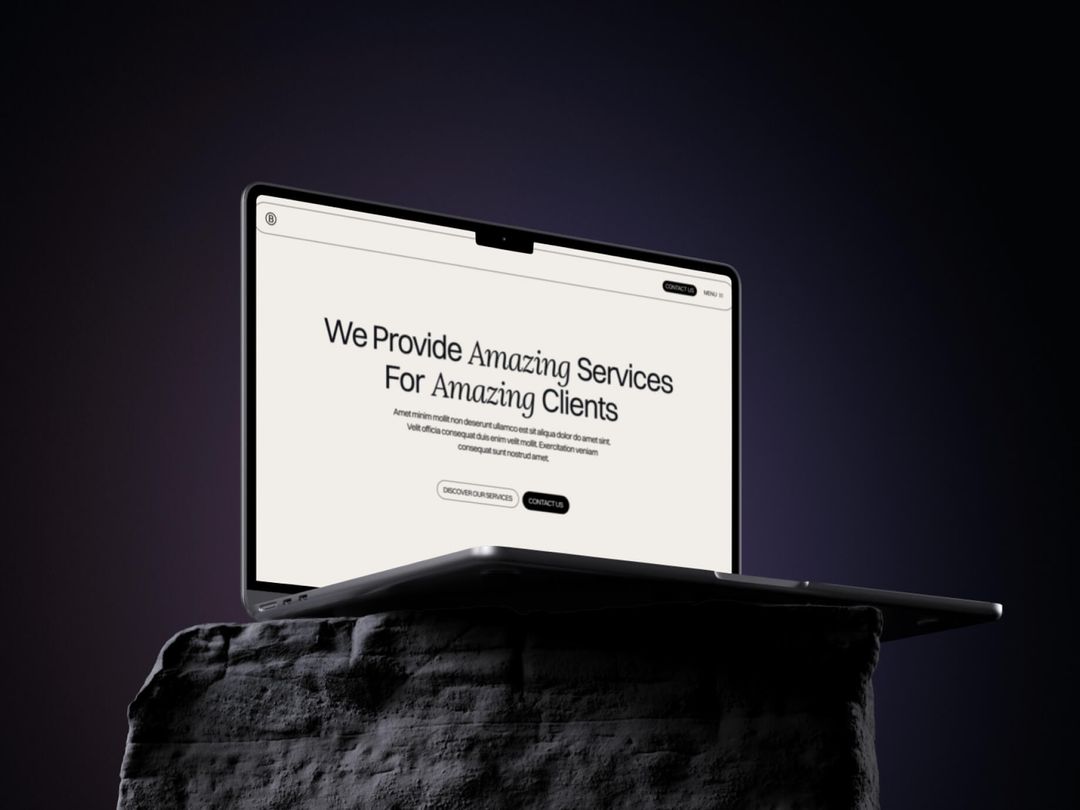 Ⓑ
CONTACT US
MENU
We Provide Amazing Services
For Amazing Clients
Amet minim mollit non deserunt ullamco est sit aliqua dolor do amet sint.
Velit officia consequat duis enim velit mollit. Exercitation veniam
consequat sunt nostrud amet.
DISCOVER OUR SERVICES
CONTACT US